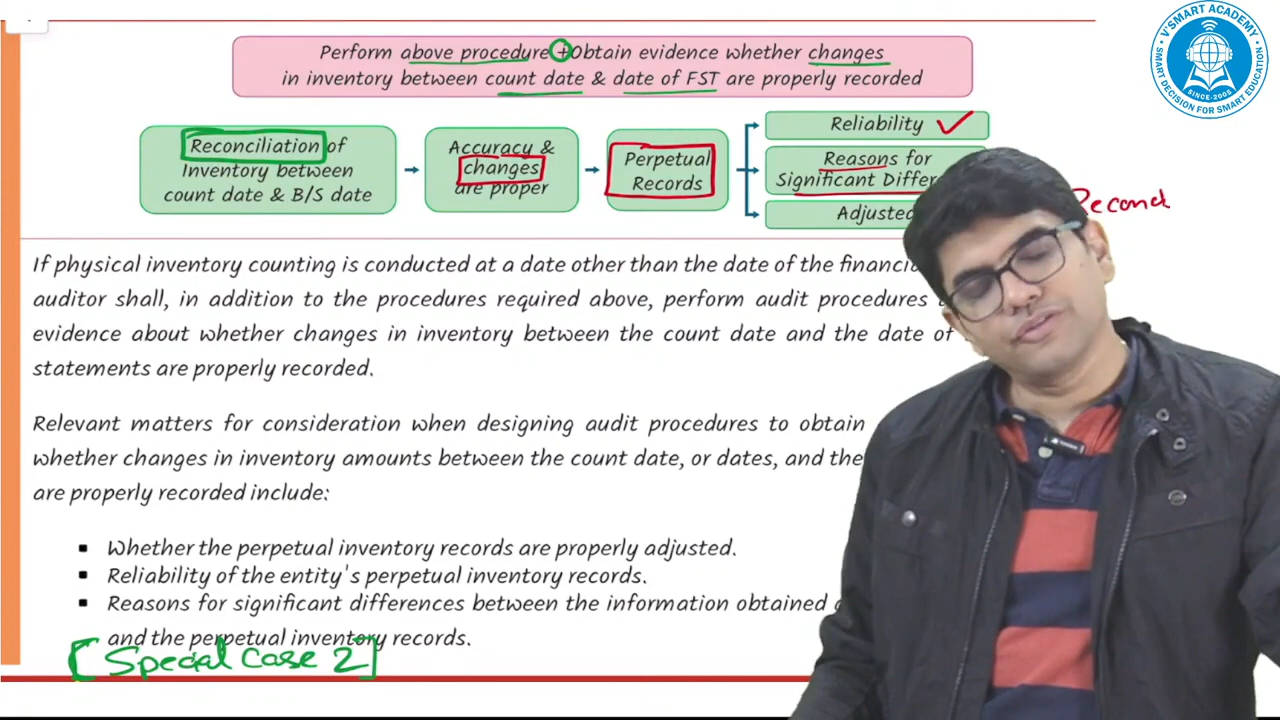 Perform above procedure + Obtain evidence whether changes
in inventory between count date & date of FST are properly recorded
V'SMART ACADEMY
SINCE-2005
SMART DECISION FOR SMART EDUCATION
Reconciliation of
Inventory between
count date & B/S date
Accuracy &
changes
are proper
Perpetual
Records
Reliability
Reasons for
Significant
Adjusted
Recond
If physical inventory counting is conducted at a date other than the date of the
auditor shall, in addition to the procedures required above, perform audit procedures
evidence about whether changes in inventory between the count date and the date of
statements are properly recorded.
Relevant matters for consideration when designing audit procedures to obtain
whether changes in inventory amounts between the count date, or dates, and the
are properly recorded include:
▪ Whether the perpetual inventory records are properly adjusted.
▪ Reliability of the entity's perpetual inventory records.
▪ Reasons for significant differences between the information obtained
and the perpetual inventory records.
[Special Case 2]